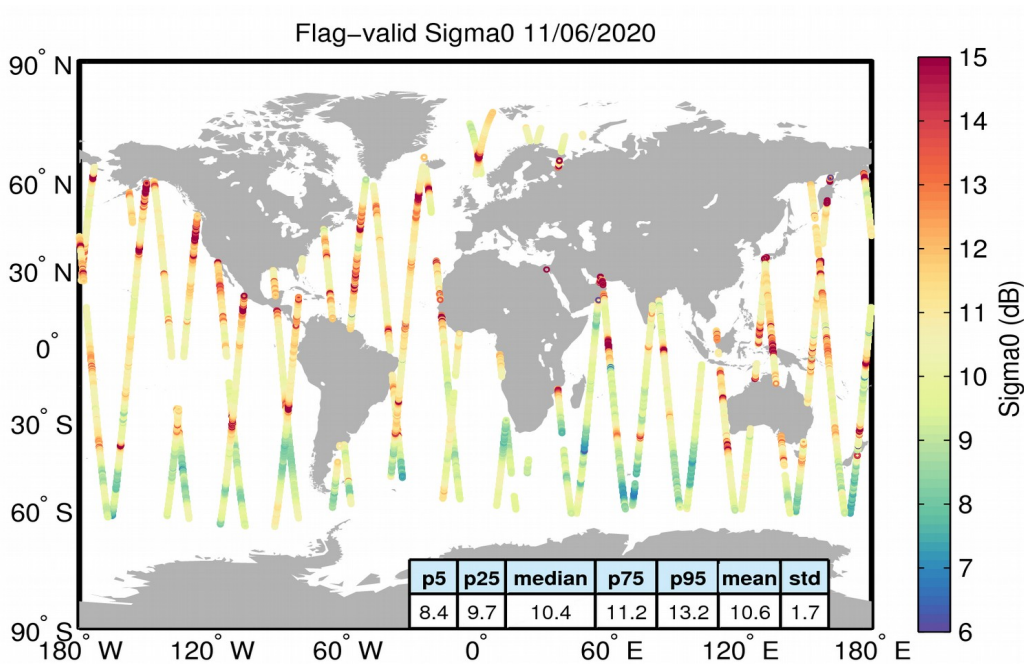 Flag−valid Sigma0 11/06/2020
90° N
60° N
30° N
0°
30° S
60° S
90° S
180° W 120° W 60° W 0° 60° E 120° E 180° E
p5 p25 median p75 p95 mean std
8.4 9.7 10.4 11.2 13.2 10.6 1.7
15
14
13
12
11
10
9
8
7
6
Sigma0 (dB)